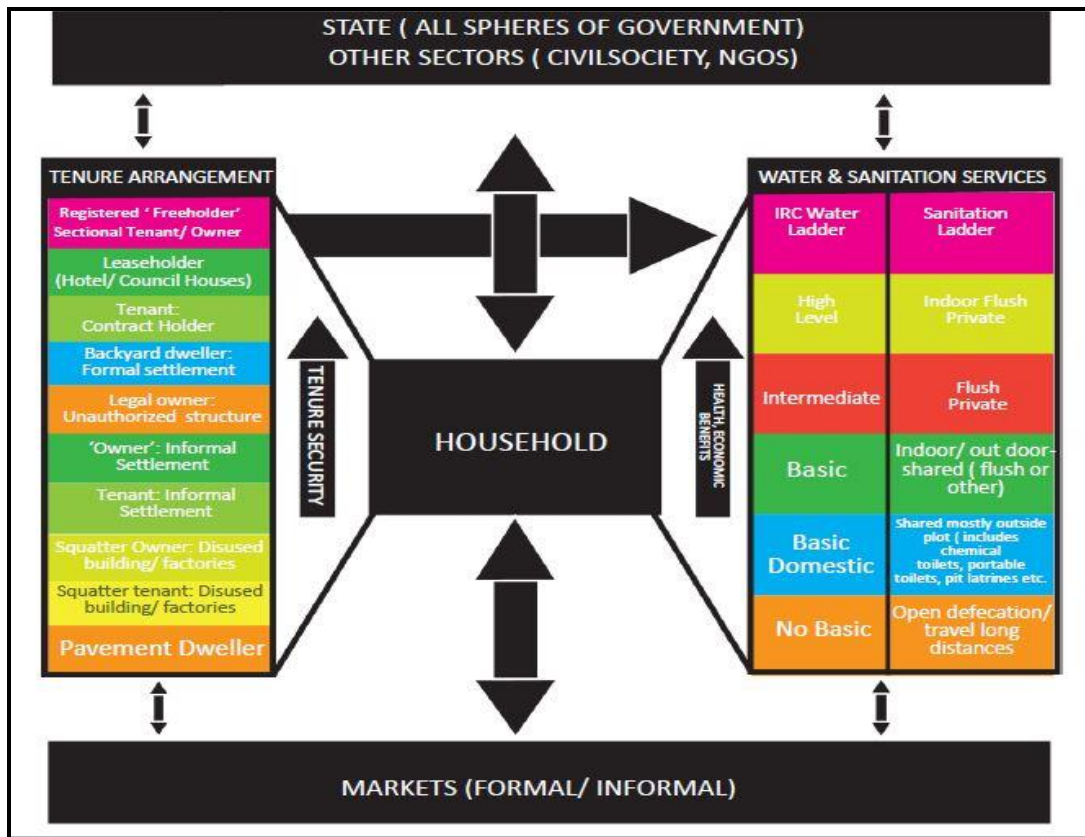 STATE ( ALL SPHERES OF GOVERNMENT)
OTHER SECTORS ( CIVILSOCIETY, NGOS)
TENURE ARRANGEMENT
Registered ‘ Freeholder’
Sectional Tenant/ Owner
Leaseholder
(Hotel/ Council Houses)
Tenant:
Contract Holder
Backyard dweller:
Formal settlement
Legal owner:
Unauthorized structure
‘Owner’: Informal
Settlement
Tenant: Informal
Settlement
Squatter Owner: Disused
building/ factories
Squatter tenant: Disused
building/ factories
Pavement Dweller
TENURE SECURITY
HOUSEHOLD
HEALTH, ECONOMIC
BENEFITS
WATER & SANITATION SERVICES
IRC Water
Ladder
Sanitation
Ladder
High
Level
Indoor Flush
Private
Intermediate
Flush
Private
Basic
Indoor/ out door-
shared ( flush or
other)
Basic
Domestic
Shared mostly outside
plot ( includes
chemical
toilets, portable
toilets, pit latrines etc.
No Basic
Open defecation/
travel long
distances
MARKETS (FORMAL/ INFORMAL)